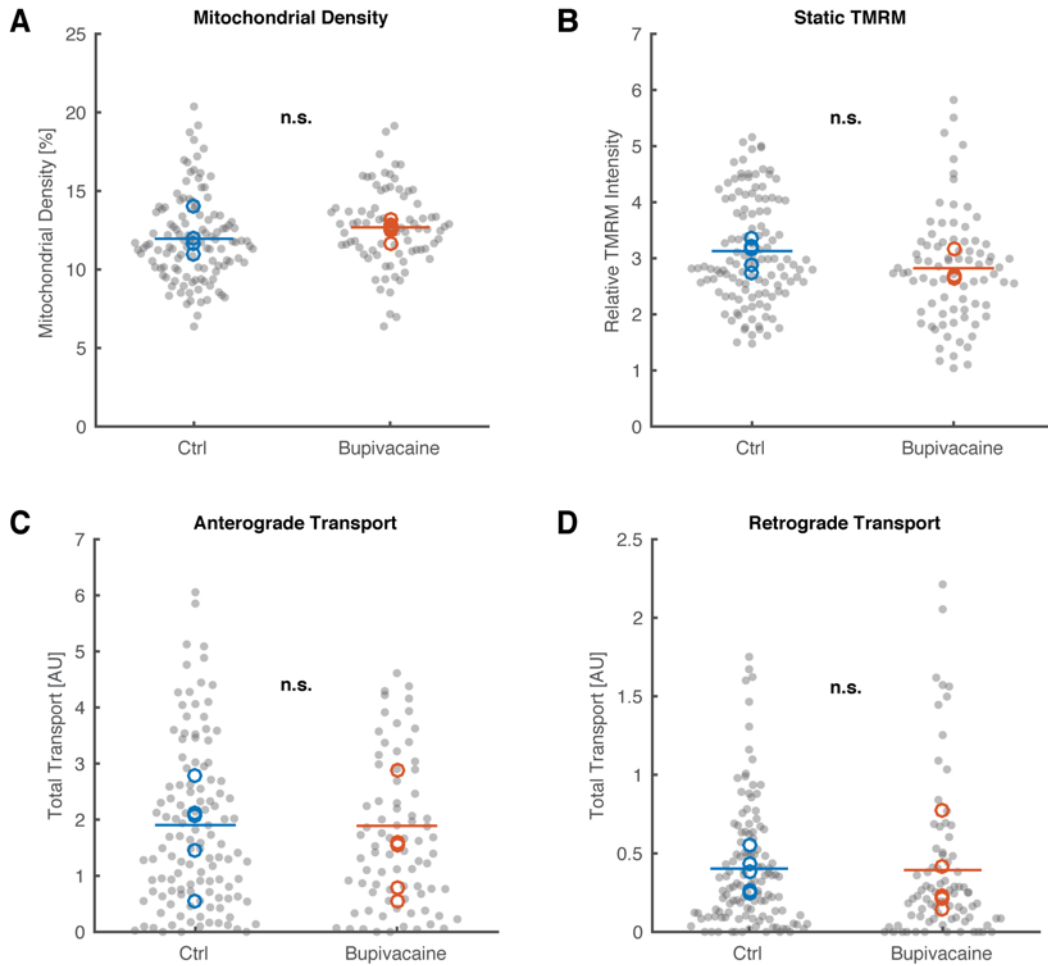 A
Mitochondrial Density
25
20
15
10
5
0
Mitochondrial Density [%]
n.s.
Ctrl
Bupivacaine
B
Static TMRM
7
6
5
4
3
2
1
0
Relative TMRM Intensity
n.s.
Ctrl
Bupivacaine
C
Anterograde Transport
7
6
5
4
3
2
1
0
Total Transport [AU]
n.s.
Ctrl
Bupivacaine
D
Retrograde Transport
2.5
2
1.5
1
0.5
0
Total Transport [AU]
n.s.
Ctrl
Bupivacaine